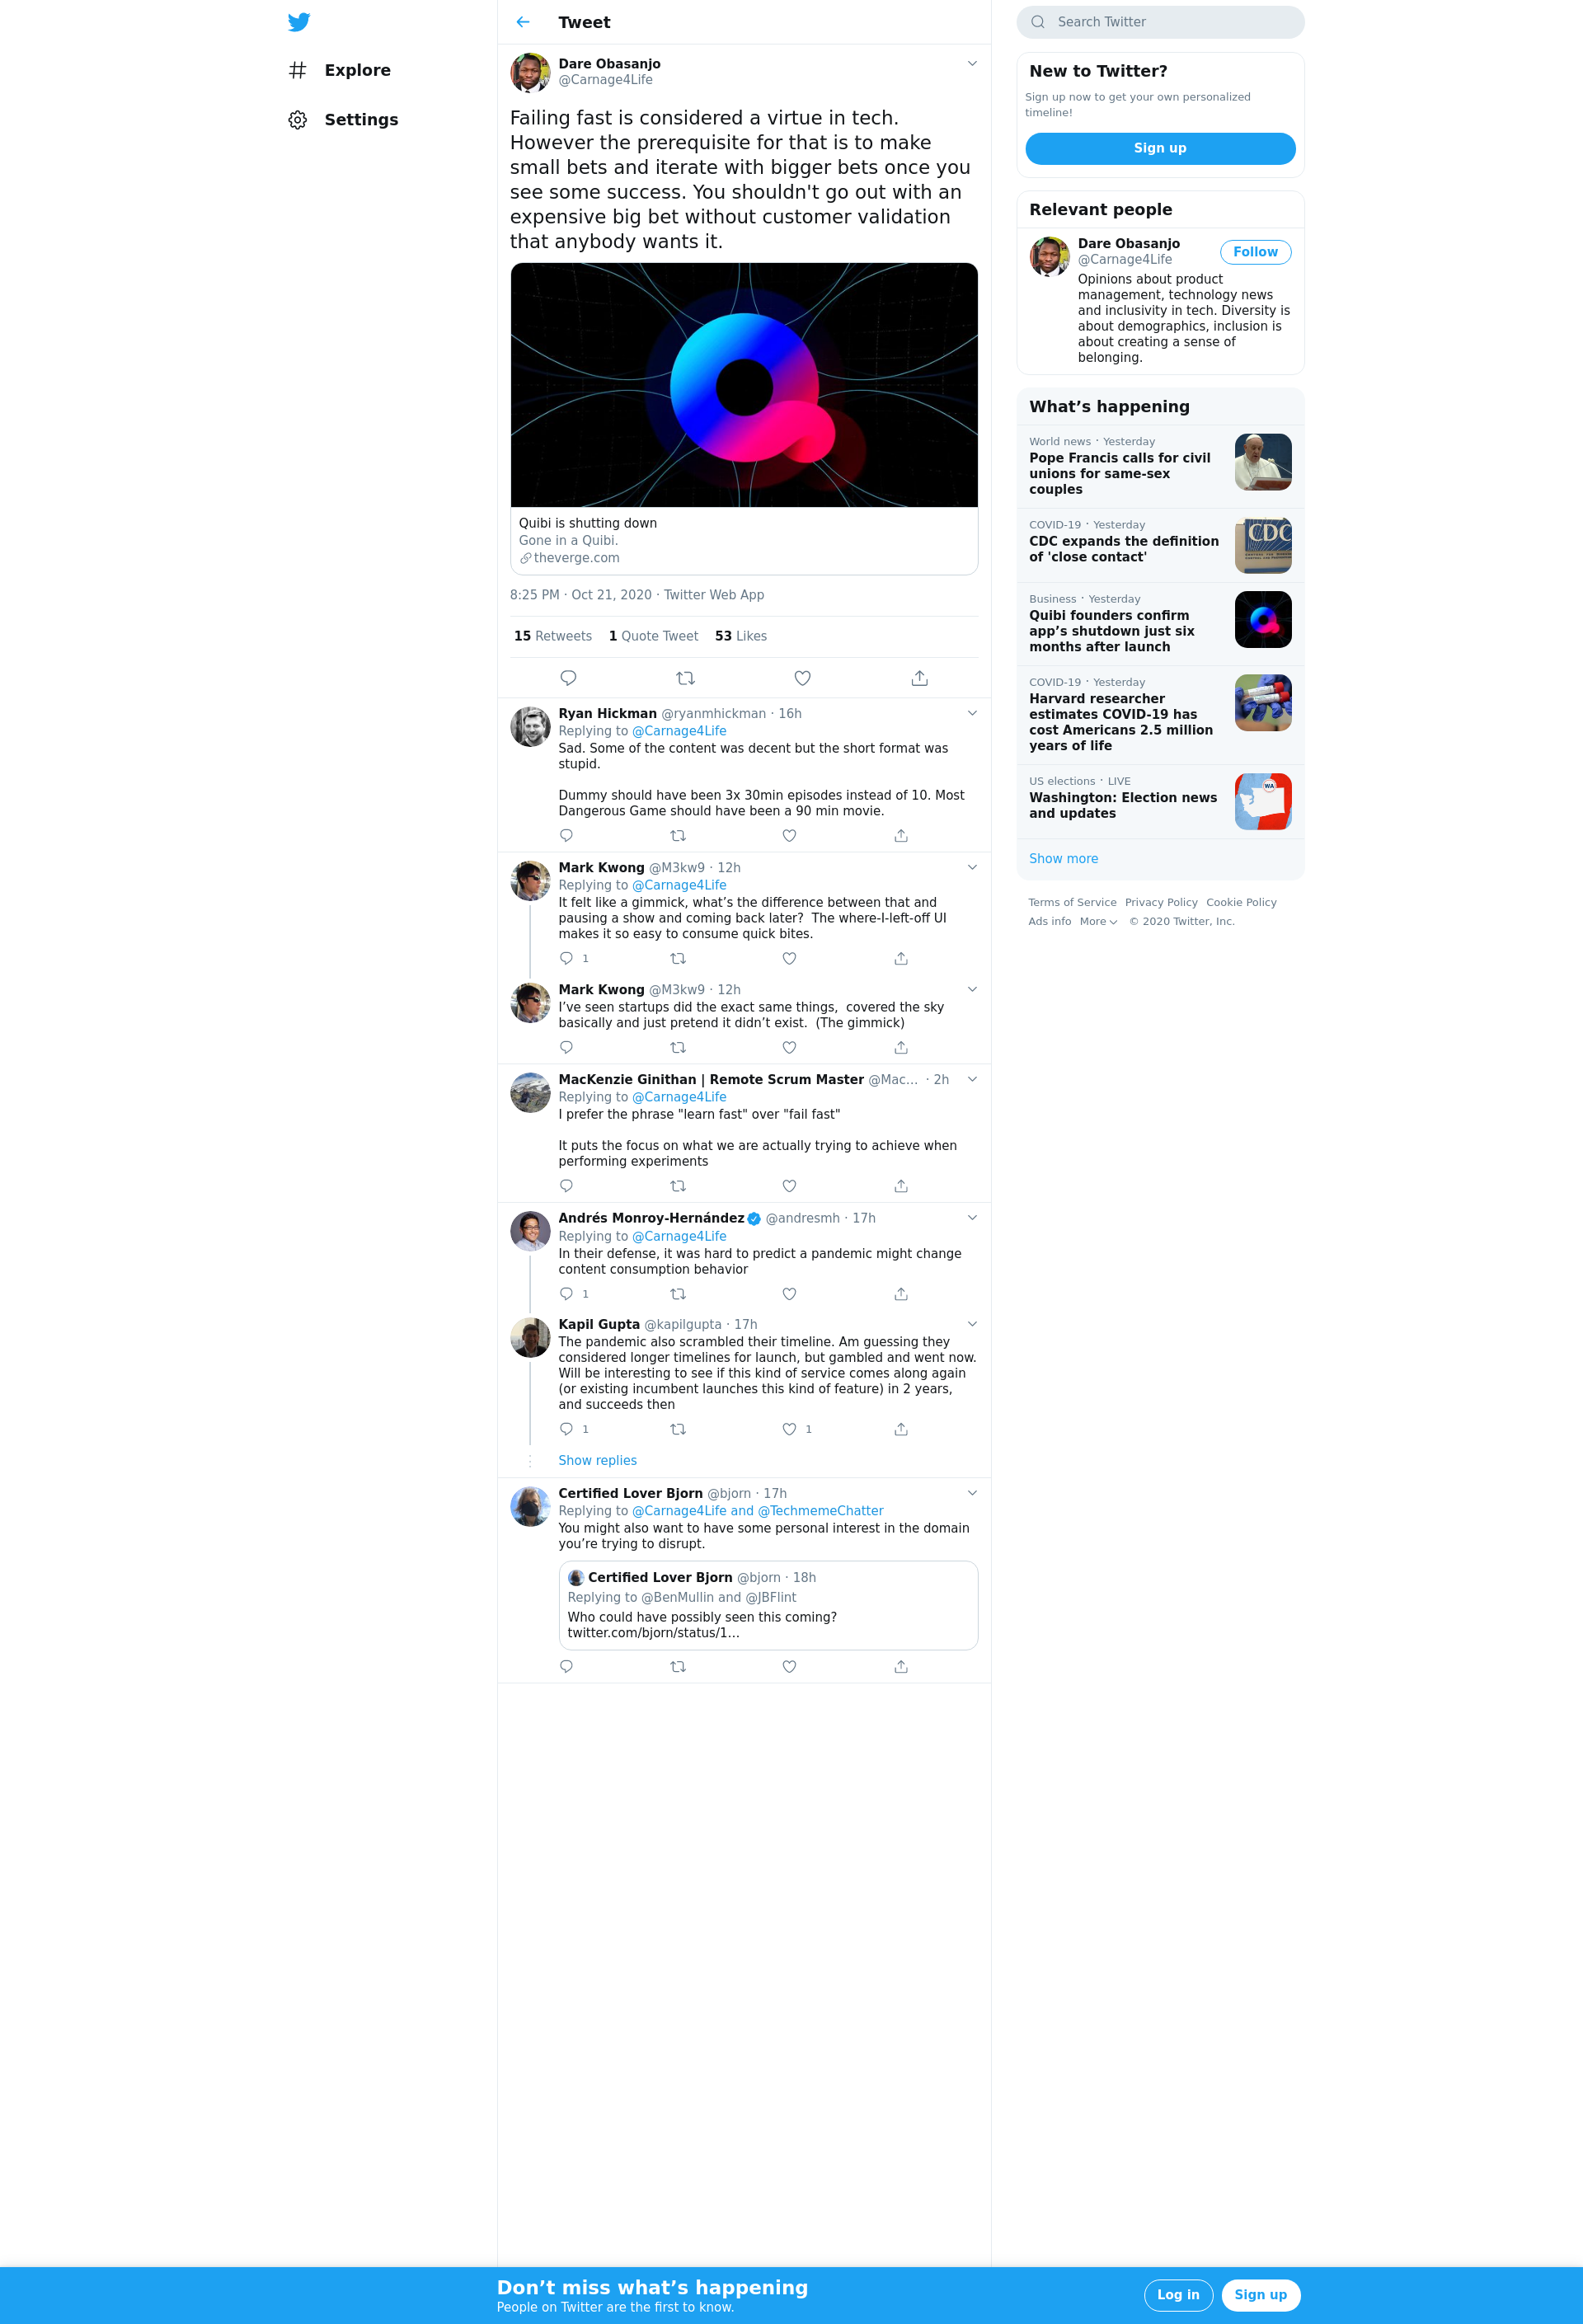 Explore
Settings
Tweet
Dare Obasanjo
@Carnage4Life
Failing fast is considered a virtue in tech.
However the prerequisite for that is to make
small bets and iterate with bigger bets once you
see some success. You shouldn't go out with an
expensive big bet without customer validation
that anybody wants it.
Quibi is shutting down
Gone in a Quibi.
theverge.com
8:25 PM · Oct 21, 2020 · Twitter Web App
15 Retweets 1 Quote Tweet 53 Likes
Ryan Hickman @ryanmhickman · 16h
Replying to @Carnage4Life
Sad. Some of the content was decent but the short format was
stupid.
Dummy should have been 3x 30min episodes instead of 10. Most
Dangerous Game should have been a 90 min movie.
Mark Kwong @M3kw9 · 12h
Replying to @Carnage4Life
It felt like a gimmick, what’s the difference between that and
pausing a show and coming back later?  The where-I-left-off UI
makes it so easy to consume quick bites.
1
Mark Kwong @M3kw9 · 12h
I’ve seen startups did the exact same things,  covered the sky
basically and just pretend it didn’t exist.  (The gimmick)
MacKenzie Ginithan | Remote Scrum Master @Mac… · 2h
Replying to @Carnage4Life
I prefer the phrase "learn fast" over "fail fast"
It puts the focus on what we are actually trying to achieve when
performing experiments
Andrés Monroy-Hernández @andresmh · 17h
Replying to @Carnage4Life
In their defense, it was hard to predict a pandemic might change
content consumption behavior
1
Kapil Gupta @kapilgupta · 17h
The pandemic also scrambled their timeline. Am guessing they
considered longer timelines for launch, but gambled and went now.
Will be interesting to see if this kind of service comes along again
(or existing incumbent launches this kind of feature) in 2 years,
and succeeds then
1 1
Show replies
Certified Lover Bjorn @bjorn · 17h
Replying to @Carnage4Life and @TechmemeChatter
You might also want to have some personal interest in the domain
you’re trying to disrupt.
Certified Lover Bjorn @bjorn · 18h
Replying to @BenMullin and @JBFlint
Who could have possibly seen this coming?
twitter.com/bjorn/status/1…
Search Twitter
New to Twitter?
Sign up now to get your own personalized
timeline!
Sign up
Relevant people
Dare Obasanjo
@Carnage4Life
Follow
Opinions about product
management, technology news
and inclusivity in tech. Diversity is
about demographics, inclusion is
about creating a sense of
belonging.
What’s happening
World news · Yesterday
Pope Francis calls for civil
unions for same-sex
couples
COVID-19 · Yesterday
CDC expands the definition
of 'close contact'
CDC
Business · Yesterday
Quibi founders confirm
app’s shutdown just six
months after launch
COVID-19 · Yesterday
Harvard researcher
estimates COVID-19 has
cost Americans 2.5 million
years of life
US elections · LIVE
Washington: Election news
and updates
WA
Show more
Terms of Service Privacy Policy Cookie Policy
Ads info More © 2020 Twitter, Inc.
Don’t miss what’s happening
People on Twitter are the first to know.
Log in
Sign up